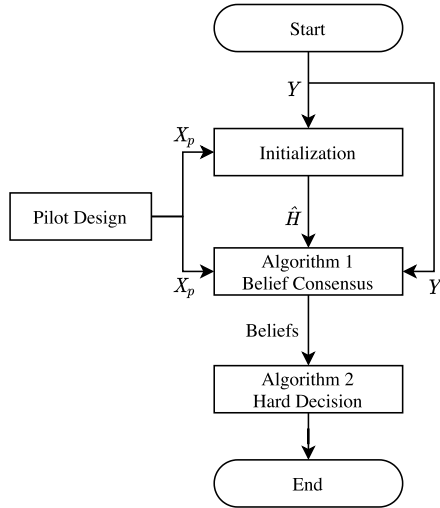 Start
Y
X_p
Initialization
Pilot Design
Ĥ
Algorithm 1
Belief Consensus
X_p
Y
Beliefs
Algorithm 2
Hard Decision
End